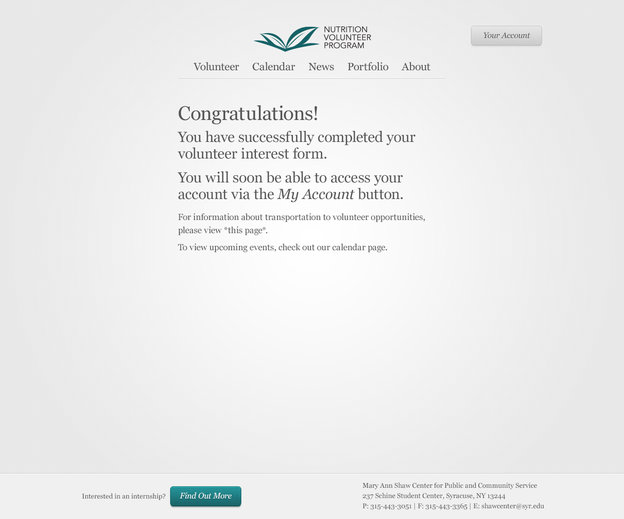 NUTRITION
VOLUNTEER
PROGRAM
Your Account
Volunteer Calendar News Portfolio About
Congratulations!
You have successfully completed your
volunteer interest form.
You will soon be able to access your
account via the My Account button.
For information about transportation to volunteer opportunities,
please view *this page*.
To view upcoming events, check out our calendar page.
Interested in an internship? Find Out More
Mary Ann Shaw Center for Public and Community Service
237 Schine Student Center, Syracuse, NY 13244
P: 315-443-3051 | F: 315-443-3365 | E: shawcenter@syr.edu